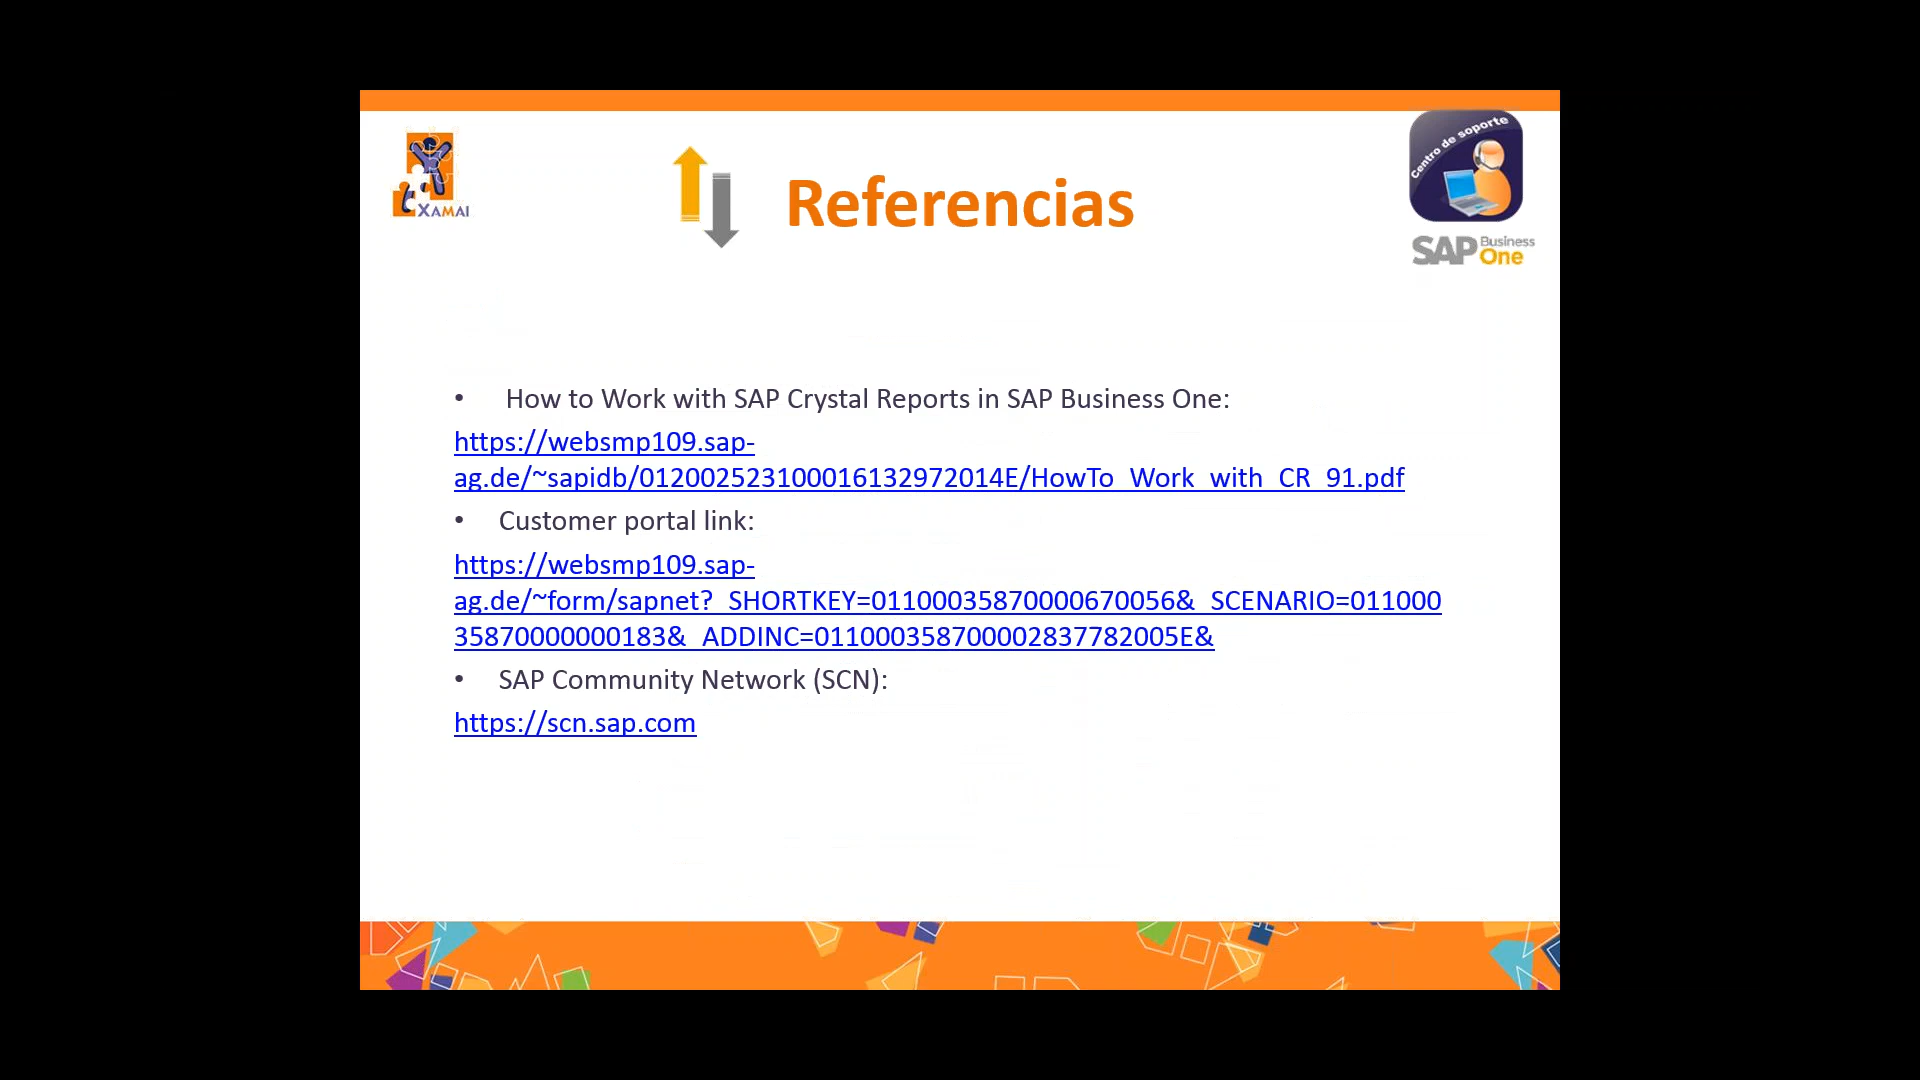 XAMAI
Centro de soporte
Referencias
SAP Business One
• How to Work with SAP Crystal Reports in SAP Business One:
https://websmp109.sap-
ag.de/~sapidb/012002523100016132972014E/HowTo_Work_with_CR_91.pdf
• Customer portal link:
https://websmp109.sap-
ag.de/~form/sapnet?_SHORTKEY=01100035870000670056&_SCENARIO=011000
35870000000183&_ADDINC=011000358700002837782005E&
• SAP Community Network (SCN):
https://scn.sap.com